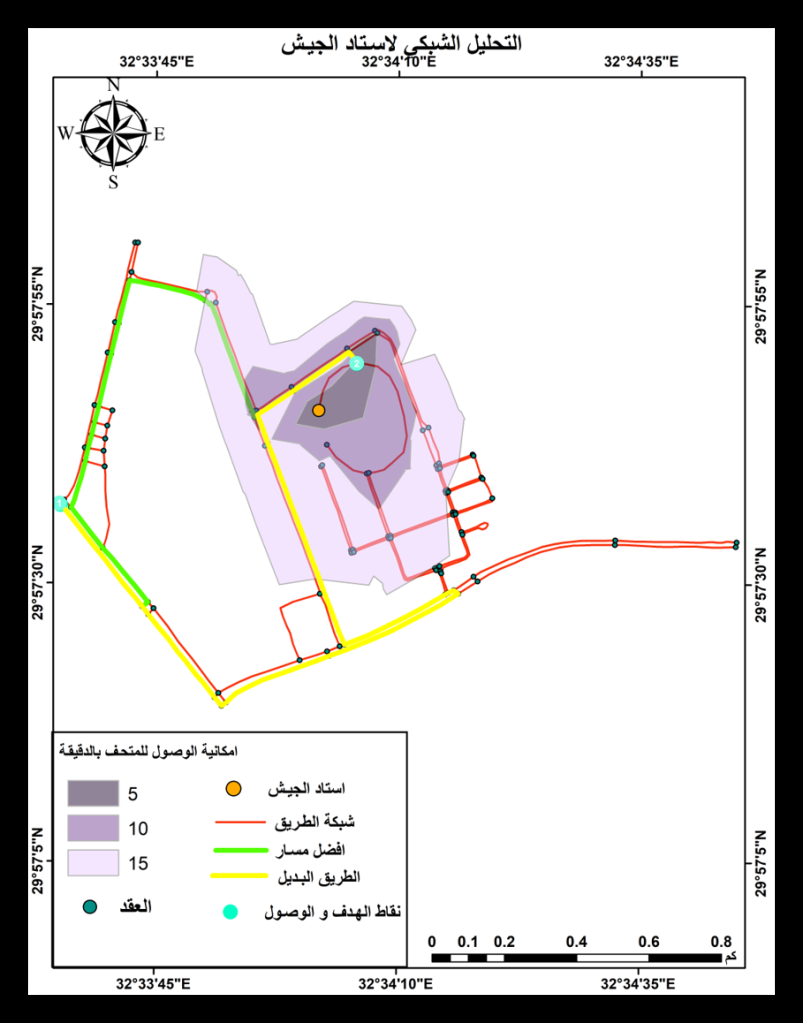 التحليل الشبكي لاستاد الجيش
32°33'45"E 32°34'10"E 32°34'35"E
N
W E
S
29°57'55"N 29°57'55"N
2
1
29°57'30"N 29°57'30"N
امكانية الوصول للمتحف بالدقيقة
5
10
15
العقد
استاد الجيش
شبكة الطريق
افضل مسار
الطريق البديل
نقاط الهدف و الوصول
29°57'5"N 29°57'5"N
0 0.1 0.2 0.4 0.6 0.8
كم
32°33'45"E 32°34'10"E 32°34'35"E